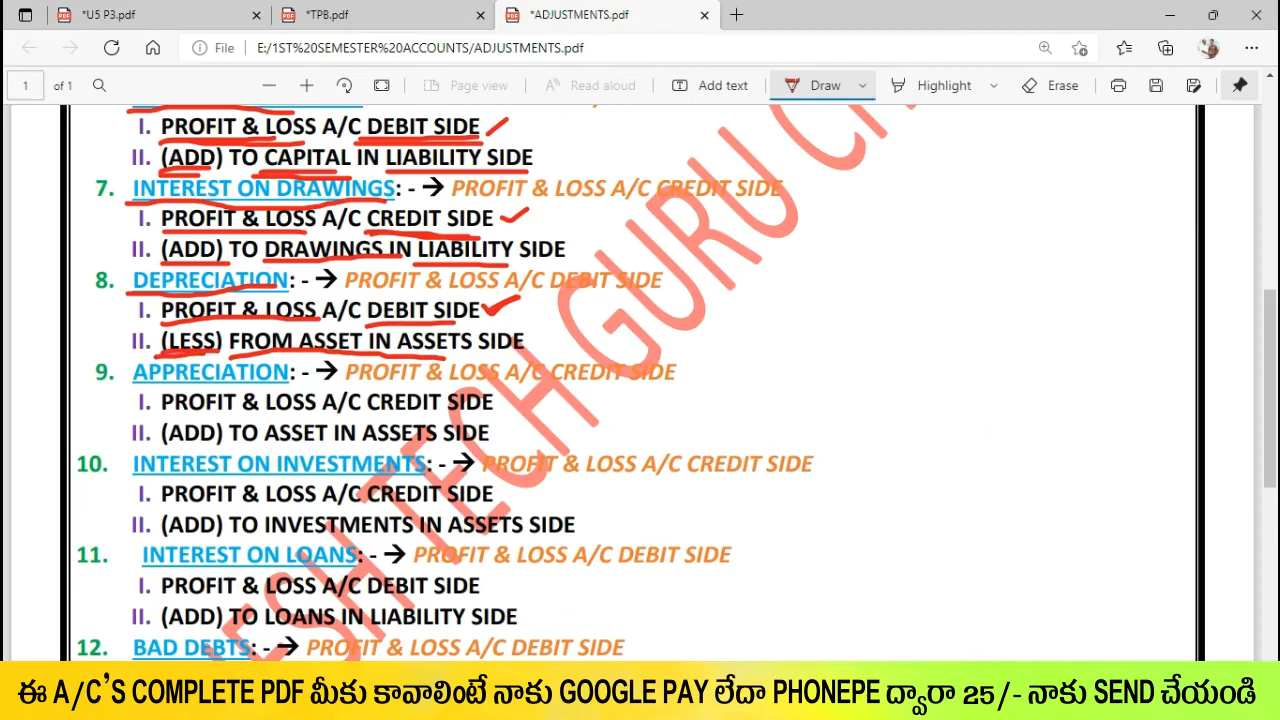 *U5 P3.pdf
*TPB.pdf
*ADJUSTMENTS.pdf
File E:/1ST%20SEMESTER%20ACCOUNTS/ADJUSTMENTS.pdf
1 of 1 Page view Read aloud Add text Draw Highlight Erase
I. PROFIT & LOSS A/C DEBIT SIDE
II. (ADD) TO CAPITAL IN LIABILITY SIDE
7. INTEREST ON DRAWINGS: - → PROFIT & LOSS A/C CREDIT SIDE
I. PROFIT & LOSS A/C CREDIT SIDE
II. (ADD) TO DRAWINGS IN LIABILITY SIDE
8. DEPRECIATION: - → PROFIT & LOSS A/C DEBIT SIDE
I. PROFIT & LOSS A/C DEBIT SIDE
II. (LESS) FROM ASSET IN ASSETS SIDE
9. APPRECIATION: - → PROFIT & LOSS A/C CREDIT SIDE
I. PROFIT & LOSS A/C CREDIT SIDE
II. (ADD) TO ASSET IN ASSETS SIDE
10. INTEREST ON INVESTMENTS: - → PROFIT & LOSS A/C CREDIT SIDE
I. PROFIT & LOSS A/C CREDIT SIDE
II. (ADD) TO INVESTMENTS IN ASSETS SIDE
11. INTEREST ON LOANS: - → PROFIT & LOSS A/C DEBIT SIDE
I. PROFIT & LOSS A/C DEBIT SIDE
II. (ADD) TO LOANS IN LIABILITY SIDE
12. BAD DEBTS: - → PROFIT & LOSS A/C DEBIT SIDE
TECH GURU
ఈ A/C'S COMPLETE PDF మీకు కావాలింటే నాకు GOOGLE PAY లేదా PHONEPE ద్వారా 25/- నాకు SEND చేయండి